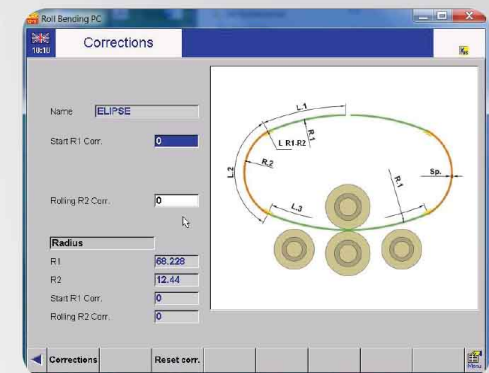 Roll Bending PC
Corrections
Name ELIPSE
Start R1 Corr. 0
Rolling R2 Corr. 0
Radius
R1 68.228
R2 12.44
Start R1 Corr. 0
Rolling R2 Corr. 0
L.1
L R1-R2
R.1
L.2
R.2
R.1
Sp.
L.3
Corrections
Reset corr.
Menu